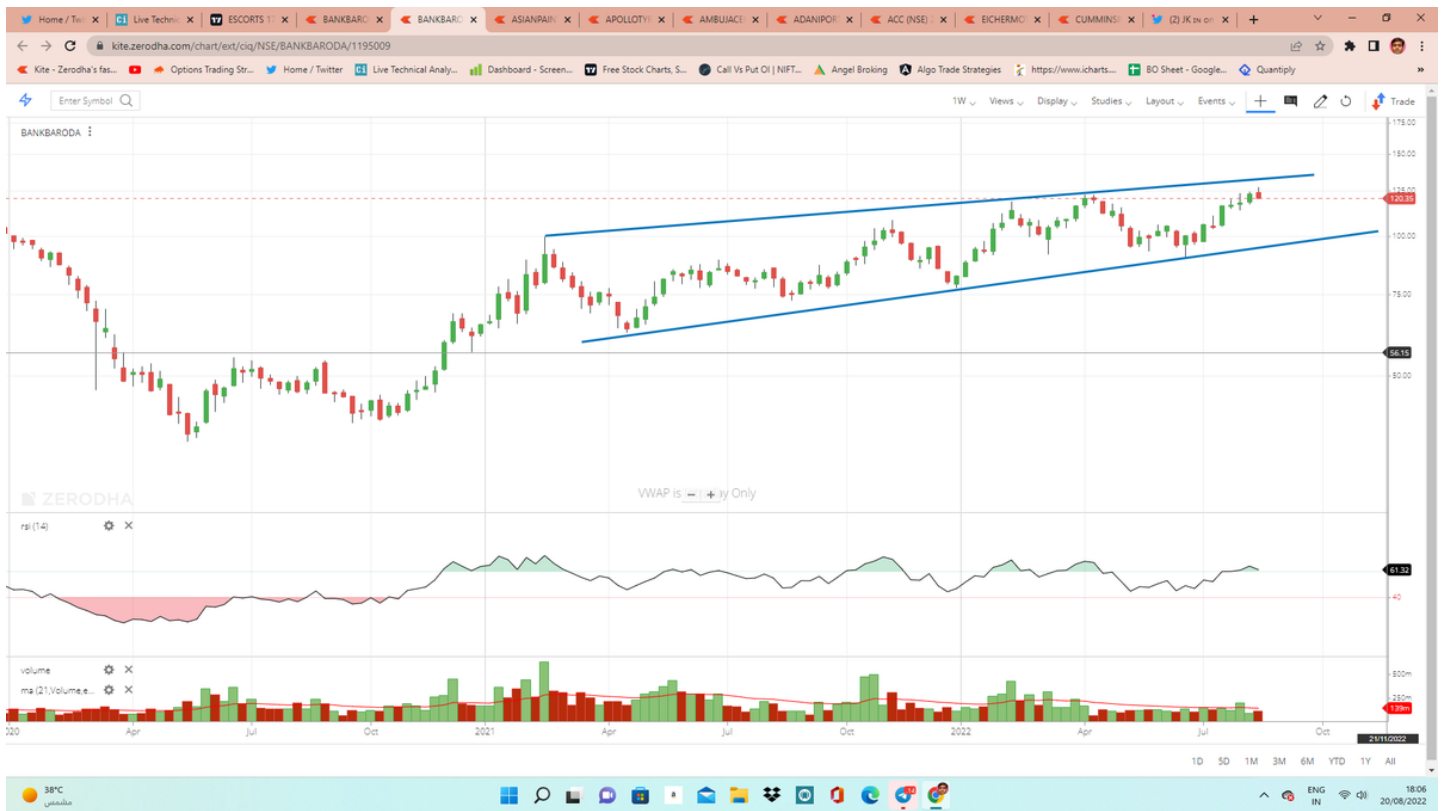 Home / Twi
Live Technic
ESCORTS 17
BANKBARO
BANKBARO
ASIANPAIN
APOLLOTYR
AMBUJACE
ADANIPOR
ACC (NSE)
EICHERMO
CUMMINSI
(2) JK IN on
kite.zerodha.com/chart/ext/ciq/NSE/BANKBARODA/1195009
Kite - Zerodha's fas...
Options Trading Str...
Home / Twitter
Live Technical Analy...
Dashboard - Screen...
Free Stock Charts, S...
Call Vs Put OI | NIFT...
Angel Broking
Algo Trade Strategies
https://www.icharts....
BO Sheet - Google...
Quantiply
»
Enter Symbol
1W
Views
Display
Studies
Layout
Events
Trade
BANKBARODA
175.00
150.00
125.00
120.35
100.00
75.00
56.15
50.00
ZERODHA
VWAP is
y Only
rsi (14)
61.32
40
volume
ma (21,Volume,e...
500m
250m
139m
2020
Apr
Jul
Oct
2021
Apr
Jul
Oct
2022
Apr
Jul
Oct
21/11/2022
1D 5D 1M 3M 6M YTD 1Y All
38°C
مشمس
ENG
IN
18:06
20/08/2022